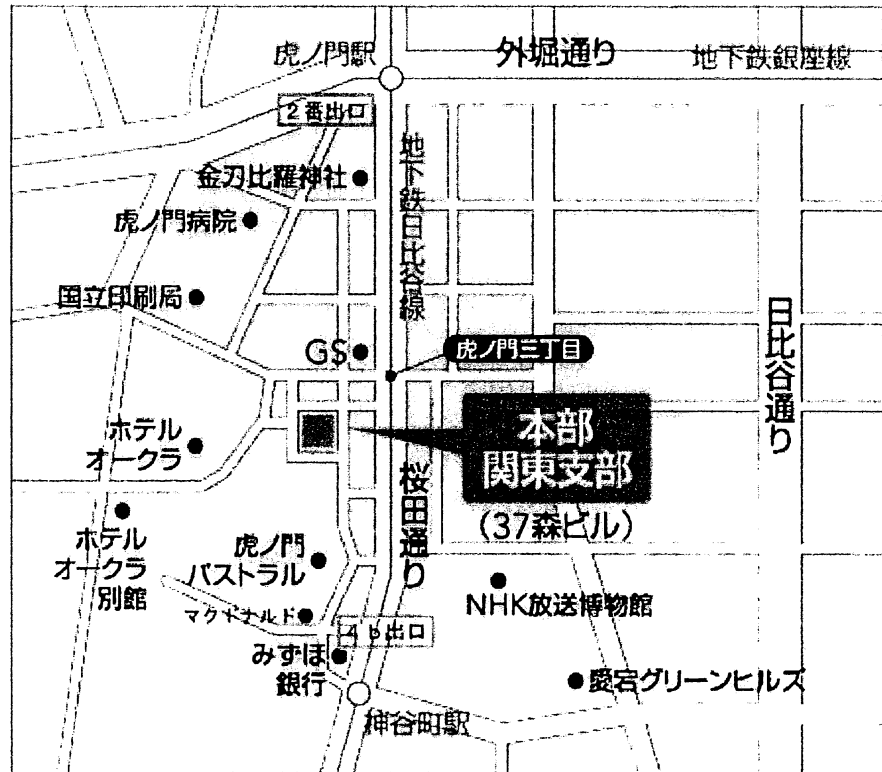 虎ノ門駅
外堀通り
地下鉄銀座線
2番出口
地下鉄日比谷線
金刃比羅神社
虎ノ門病院
国立印刷局
GS
虎ノ門三丁目
日比谷通り
本部
関東支部
(37森ビル)
ホテル
オークラ
桜田通り
ホテル
オークラ
別館
虎ノ門
パストラル
NHK放送博物館
マクドナルド
4b出口
みずほ
銀行
愛宕グリーンヒルズ
神谷町駅